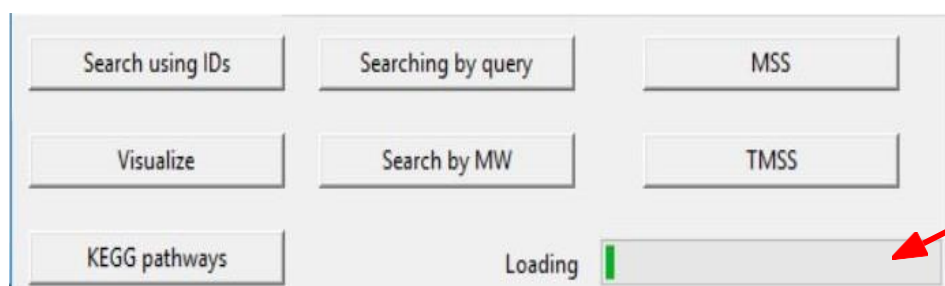 Search using IDs
Searching by query
MSS
Visualize
Search by MW
TMSS
KEGG pathways
Loading